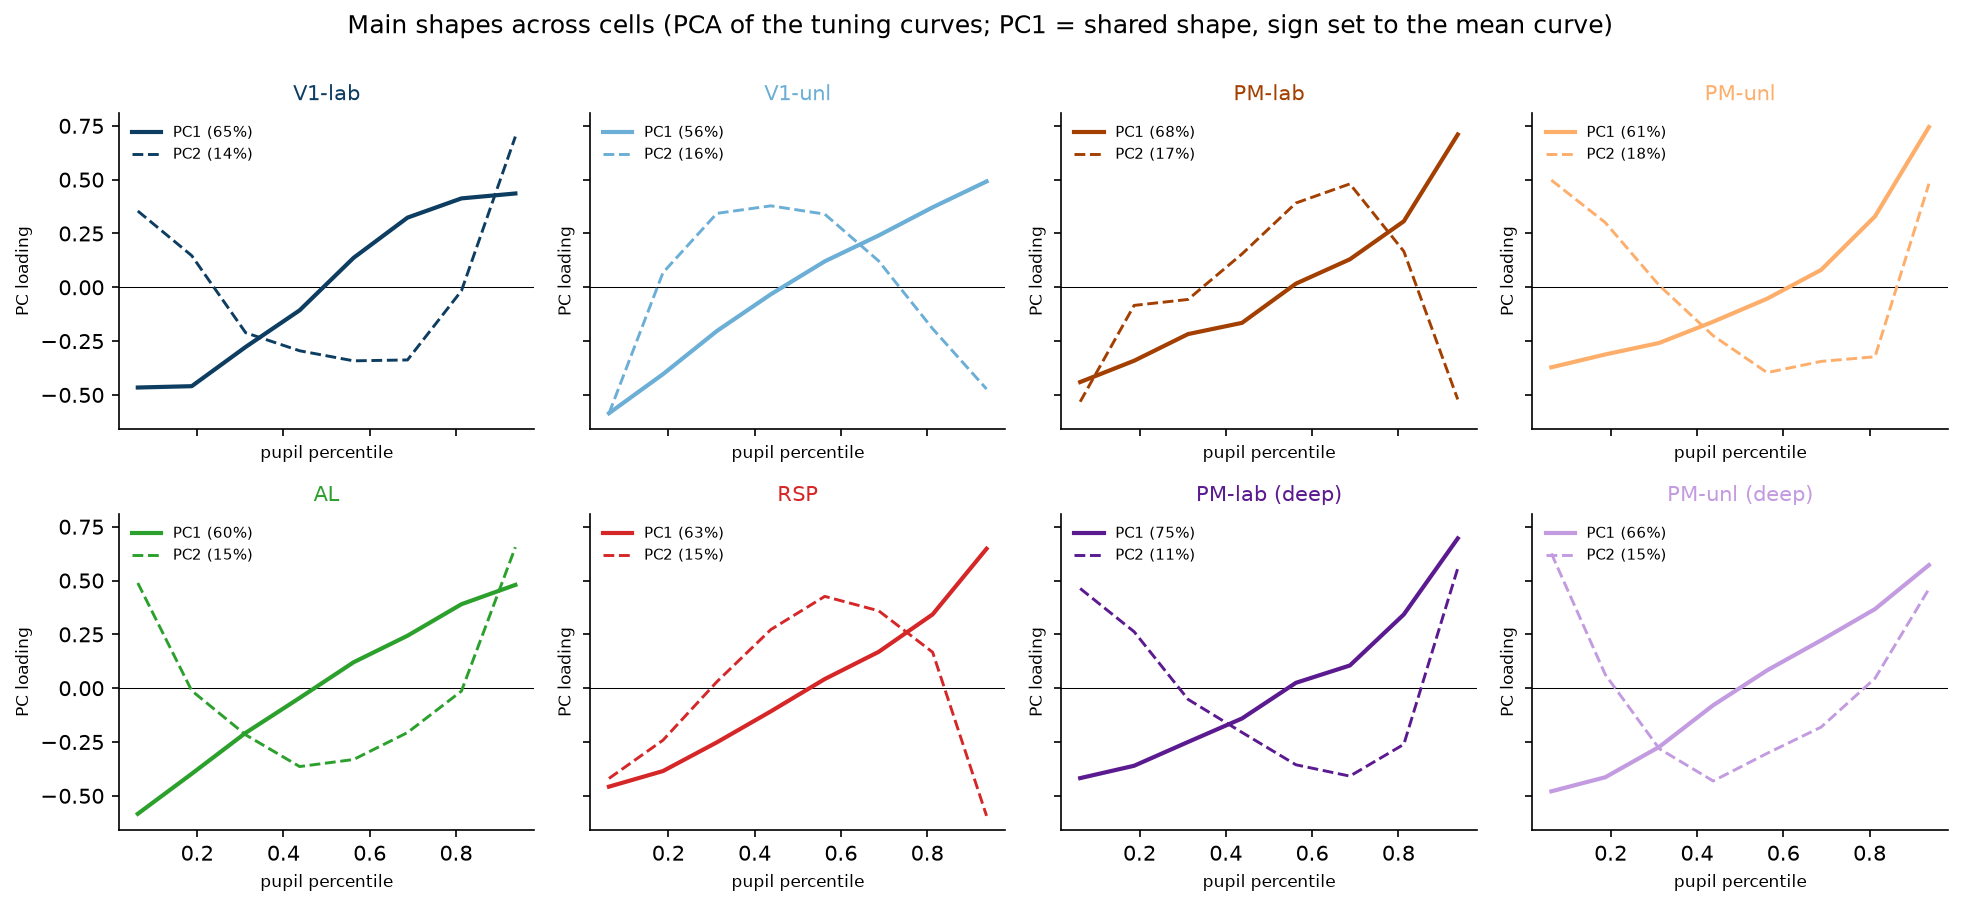 Main shapes across cells (PCA of the tuning curves; PC1 = shared shape, sign set to the mean curve)
V1-lab
PC1 (65%)
PC2 (14%)
0.75
0.50
0.25
0.00
−0.25
−0.50
PC loading
pupil percentile
V1-unl
PC1 (56%)
PC2 (16%)
PC loading
pupil percentile
PM-lab
PC1 (68%)
PC2 (17%)
PC loading
pupil percentile
PM-unl
PC1 (61%)
PC2 (18%)
PC loading
pupil percentile
AL
PC1 (60%)
PC2 (15%)
0.75
0.50
0.25
0.00
−0.25
−0.50
PC loading
0.2 0.4 0.6 0.8
pupil percentile
RSP
PC1 (63%)
PC2 (15%)
PC loading
0.2 0.4 0.6 0.8
pupil percentile
PM-lab (deep)
PC1 (75%)
PC2 (11%)
PC loading
0.2 0.4 0.6 0.8
pupil percentile
PM-unl (deep)
PC1 (66%)
PC2 (15%)
PC loading
0.2 0.4 0.6 0.8
pupil percentile